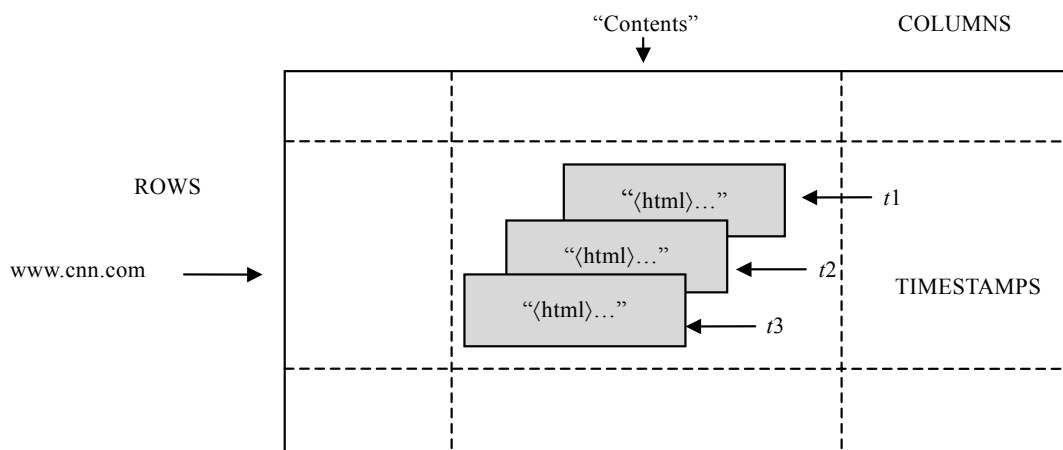 “Contents”
COLUMNS
ROWS
“⟨html⟩…”
t1
“⟨html⟩…”
www.cnn.com
t2
TIMESTAMPS
“⟨html⟩…”
t3